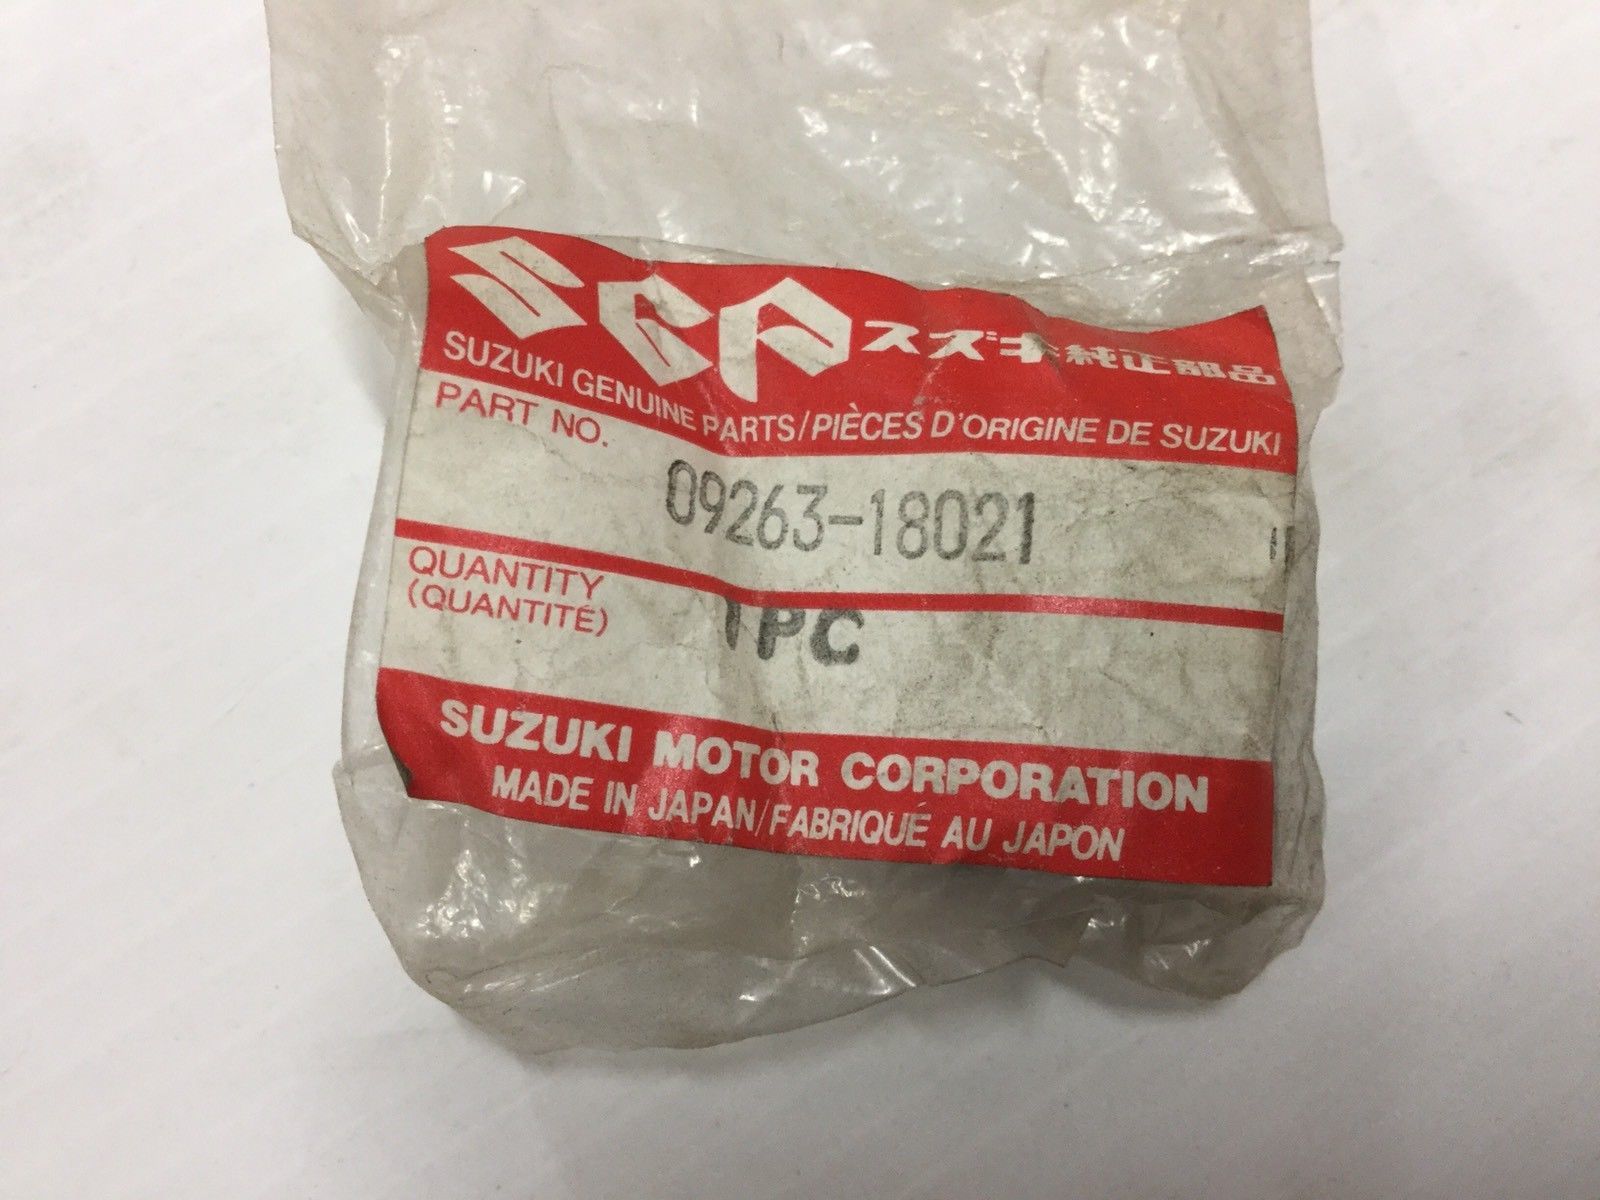 SGP スズキ純正部品
SUZUKI GENUINE PARTS/PIÈCES D'ORIGINE DE SUZUKI
PART NO.
09263-18021
QUANTITY
(QUANTITÉ)
1PC
SUZUKI MOTOR CORPORATION
MADE IN JAPAN/FABRIQUÉ AU JAPON